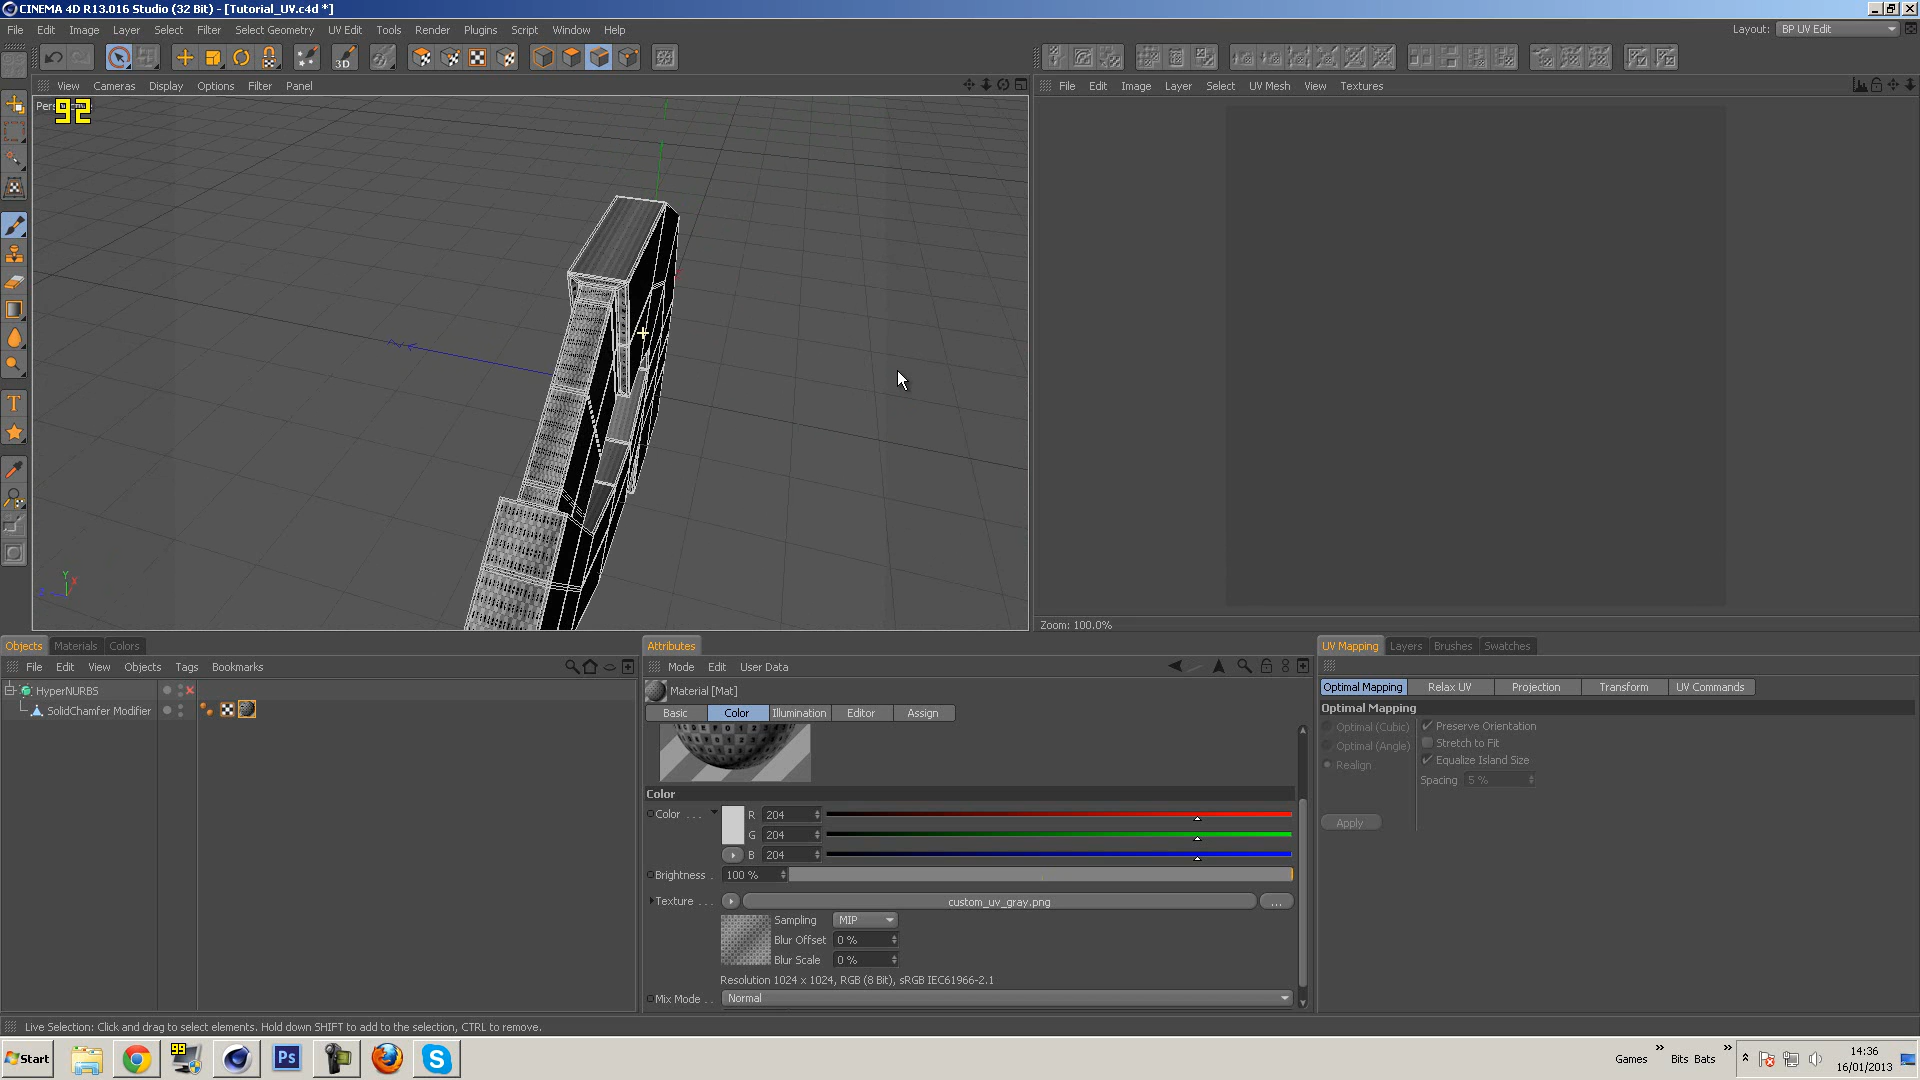 CINEMA 4D R13.016 Studio (32 Bit) - [Tutorial_UV.c4d *]
File Edit Image Layer Select Filter Select Geometry UV Edit Tools Render Plugins Script Window Help
Layout: BP UV Edit
3D
View Cameras Display Options Filter Panel
File Edit Image Layer Select UV Mesh View Textures
92
Zoom: 100.0%
Objects Materials Colors
File Edit View Objects Tags Bookmarks
HyperNURBS
SolidChamfer Modifier
Attributes
Mode Edit User Data
Material [Mat]
Basic Color Illumination Editor Assign
Color
Color . . . R 204
G 204
B 204
Brightness . 100 %
Texture . . . custom_uv_gray.png ...
Sampling MIP
Blur Offset 0 %
Blur Scale 0 %
Resolution 1024 x 1024, RGB (8 Bit), sRGB IEC61966-2.1
Mix Mode . . Normal
UV Mapping Layers Brushes Swatches
Optimal Mapping Relax UV Projection Transform UV Commands
Optimal Mapping
Optimal (Cubic) Preserve Orientation
Optimal (Angle) Stretch to Fit
Realign Equalize Island Size
Spacing 5 %
Apply
Live Selection: Click and drag to select elements. Hold down SHIFT to add to the selection, CTRL to remove.
Start
99
Ps
Games » Bits Bats »
14:36
16/01/2013